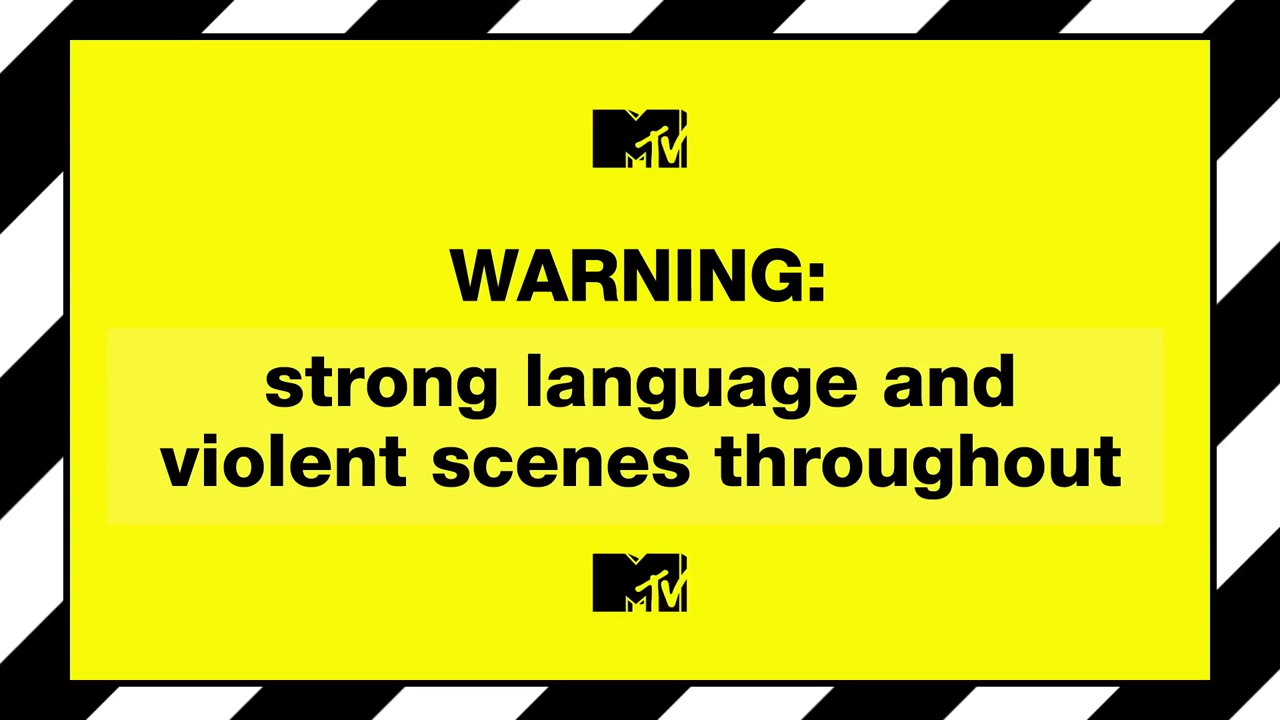 MTV
WARNING:
strong language and
violent scenes throughout
MTV